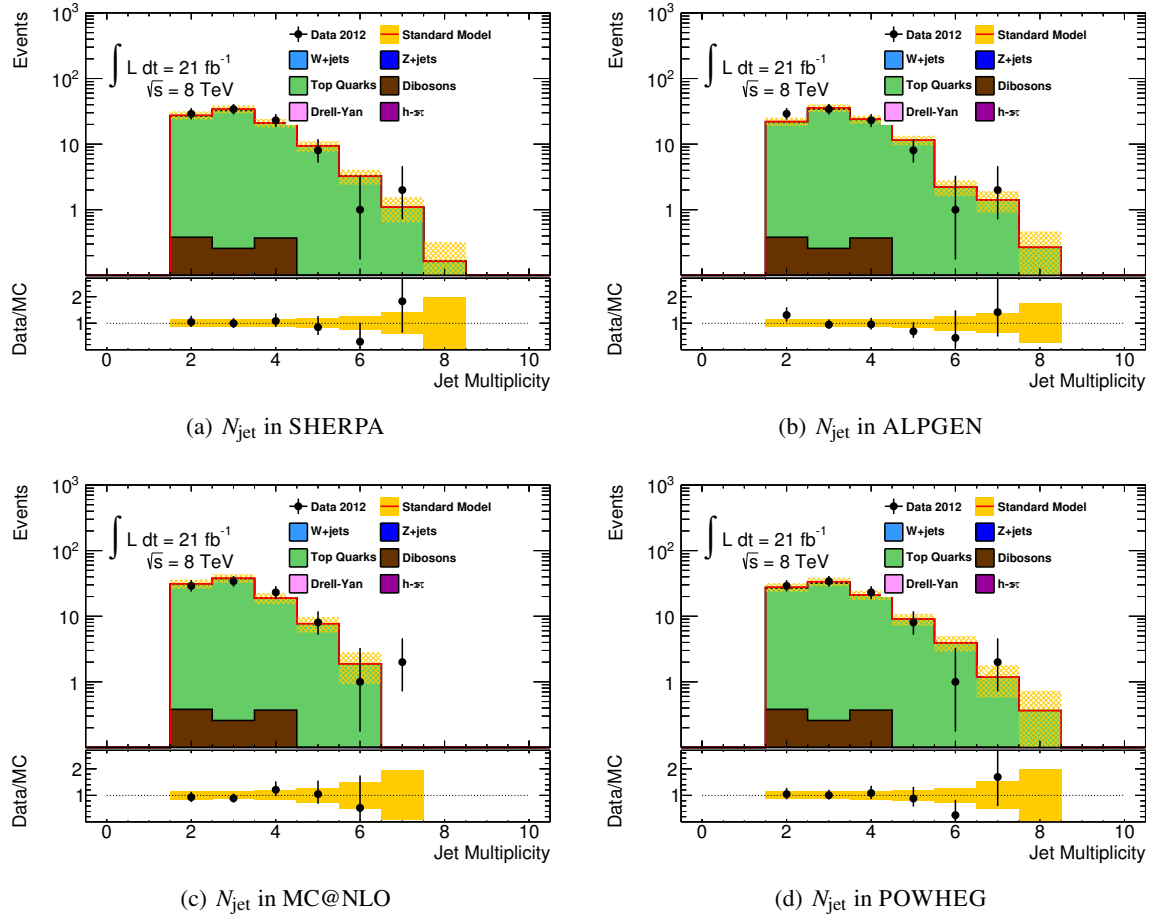 Events
10³
10²
10
1
∫ L dt = 21 fb⁻¹
√s = 8 TeV
Data 2012
Standard Model
W+jets
Z+jets
Top Quarks
Dibosons
Drell-Yan
Data/MC
2
1
0 2 4 6 8 10
Jet Multiplicity
(a) N_jet in SHERPA
Events
10³
10²
10
1
∫ L dt = 21 fb⁻¹
√s = 8 TeV
Data 2012
Standard Model
W+jets
Z+jets
Top Quarks
Dibosons
Drell-Yan
Data/MC
2
1
0 2 4 6 8 10
Jet Multiplicity
(b) N_jet in ALPGEN
Events
10³
10²
10
1
∫ L dt = 21 fb⁻¹
√s = 8 TeV
Data 2012
Standard Model
W+jets
Z+jets
Top Quarks
Dibosons
Drell-Yan
Data/MC
2
1
0 2 4 6 8 10
Jet Multiplicity
(c) N_jet in MC@NLO
Events
10³
10²
10
1
∫ L dt = 21 fb⁻¹
√s = 8 TeV
Data 2012
Standard Model
W+jets
Z+jets
Top Quarks
Dibosons
Drell-Yan
Data/MC
2
1
0 2 4 6 8 10
Jet Multiplicity
(d) N_jet in POWHEG